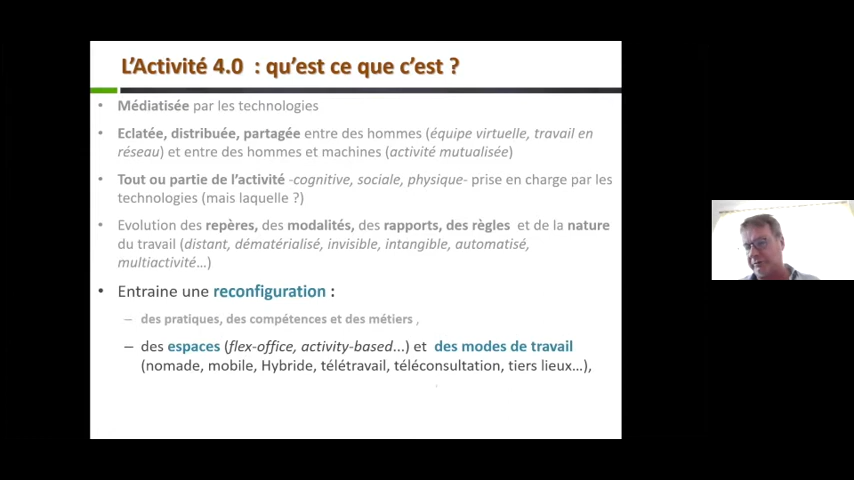 L'Activité 4.0 : qu'est ce que c'est ?
• Médiatisée par les technologies
• Eclatée, distribuée, partagée entre des hommes (équipe virtuelle, travail en
réseau) et entre des hommes et machines (activité mutualisée)
• Tout ou partie de l'activité -cognitive, sociale, physique- prise en charge par les
technologies (mais laquelle ?)
• Evolution des repères, des modalités, des rapports, des règles et de la nature
du travail (distant, dématérialisé, invisible, intangible, automatisé,
multiactivité...)
• Entraine une reconfiguration :
– des pratiques, des compétences et des métiers ,
– des espaces (flex-office, activity-based...) et des modes de travail
(nomade, mobile, Hybride, télétravail, téléconsultation, tiers lieux...),